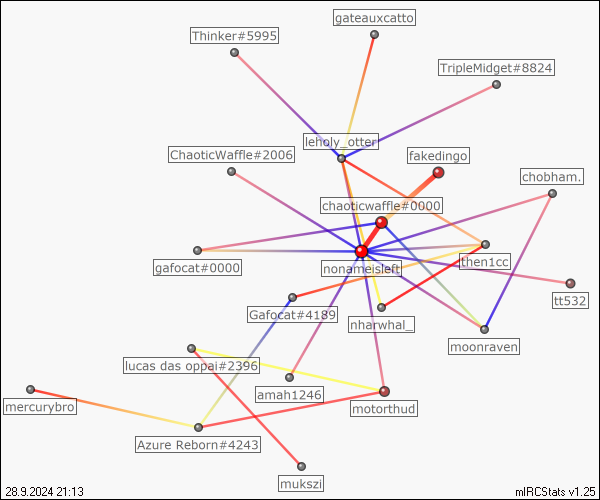 gateauxcatto
Thinker#5995
TripleMidget#8824
leholy_otter
ChaoticWaffle#2006
fakedingo
chobham.
chaoticwaffle#0000
gafocat#0000
nonameisleft
then1cc
tt532
Gafocat#4189
nharwhal_
moonraven
lucas das oppai#2396
amah1246
motorthud
mercurybro
Azure Reborn#4243
mukszi
28.9.2024 21:13
mIRCStats v1.25